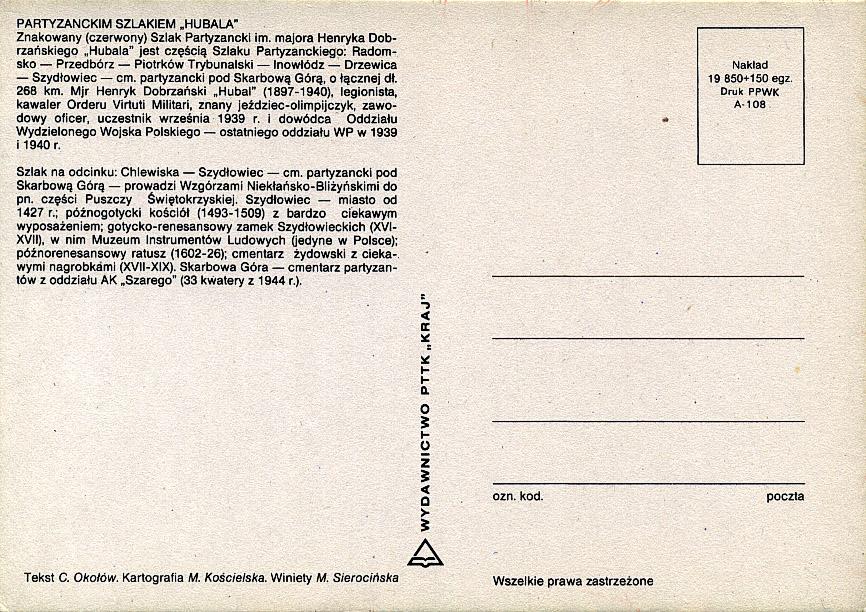 PARTYZANCKIM SZLAKIEM „HUBALA”
Znakowany (czerwony) Szlak Partyzancki im. majora Henryka Dob-
rzańskiego „Hubala” jest częścią Szlaku Partyzanckiego: Radom-
sko — Przedbórz — Piotrków Trybunalski — Inowłódz — Drzewica
— Szydłowiec — cm. partyzancki pod Skarbową Górą, o łącznej dł.
268 km. Mjr Henryk Dobrzański „Hubal” (1897-1940), legionista,
kawaler Orderu Virtuti Militari, znany jeździec-olimpijczyk, zawo-
dowy oficer, uczestnik września 1939 r. i dowódca Oddziału
Wydzielonego Wojska Polskiego — ostatniego oddziału WP w 1939
i 1940 r.
Szlak na odcinku: Chlewiska — Szydłowiec — cm. partyzancki pod
Skarbową Górą — prowadzi Wzgórzami Niekłańsko-Bliżyńskimi do
pn. części Puszczy Świętokrzyskiej. Szydłowiec — miasto od
1427 r.; późnogotycki kościół (1493-1509) z bardzo ciekawym
wyposażeniem; gotycko-renesansowy zamek Szydłowieckich (XVI-
XVII), w nim Muzeum Instrumentów Ludowych (jedyne w Polsce);
późnorenesansowy ratusz (1602-26); cmentarz żydowski z cieka-
wymi nagrobkámi (XVII-XIX). Skarbowa Góra — cmentarz partyzan-
tów z oddziału AK „Szarego” (33 kwatery z 1944 r.).
Tekst C. Okołów. Kartografia M. Kościelska. Winiety M. Sierocińska
WYDAWNICTWO PTTK „KRAJ”
Nakład
19 850+150 egz.
Druk PPWK
A-108
ozn. kod. poczta
Wszelkie prawa zastrzeżone